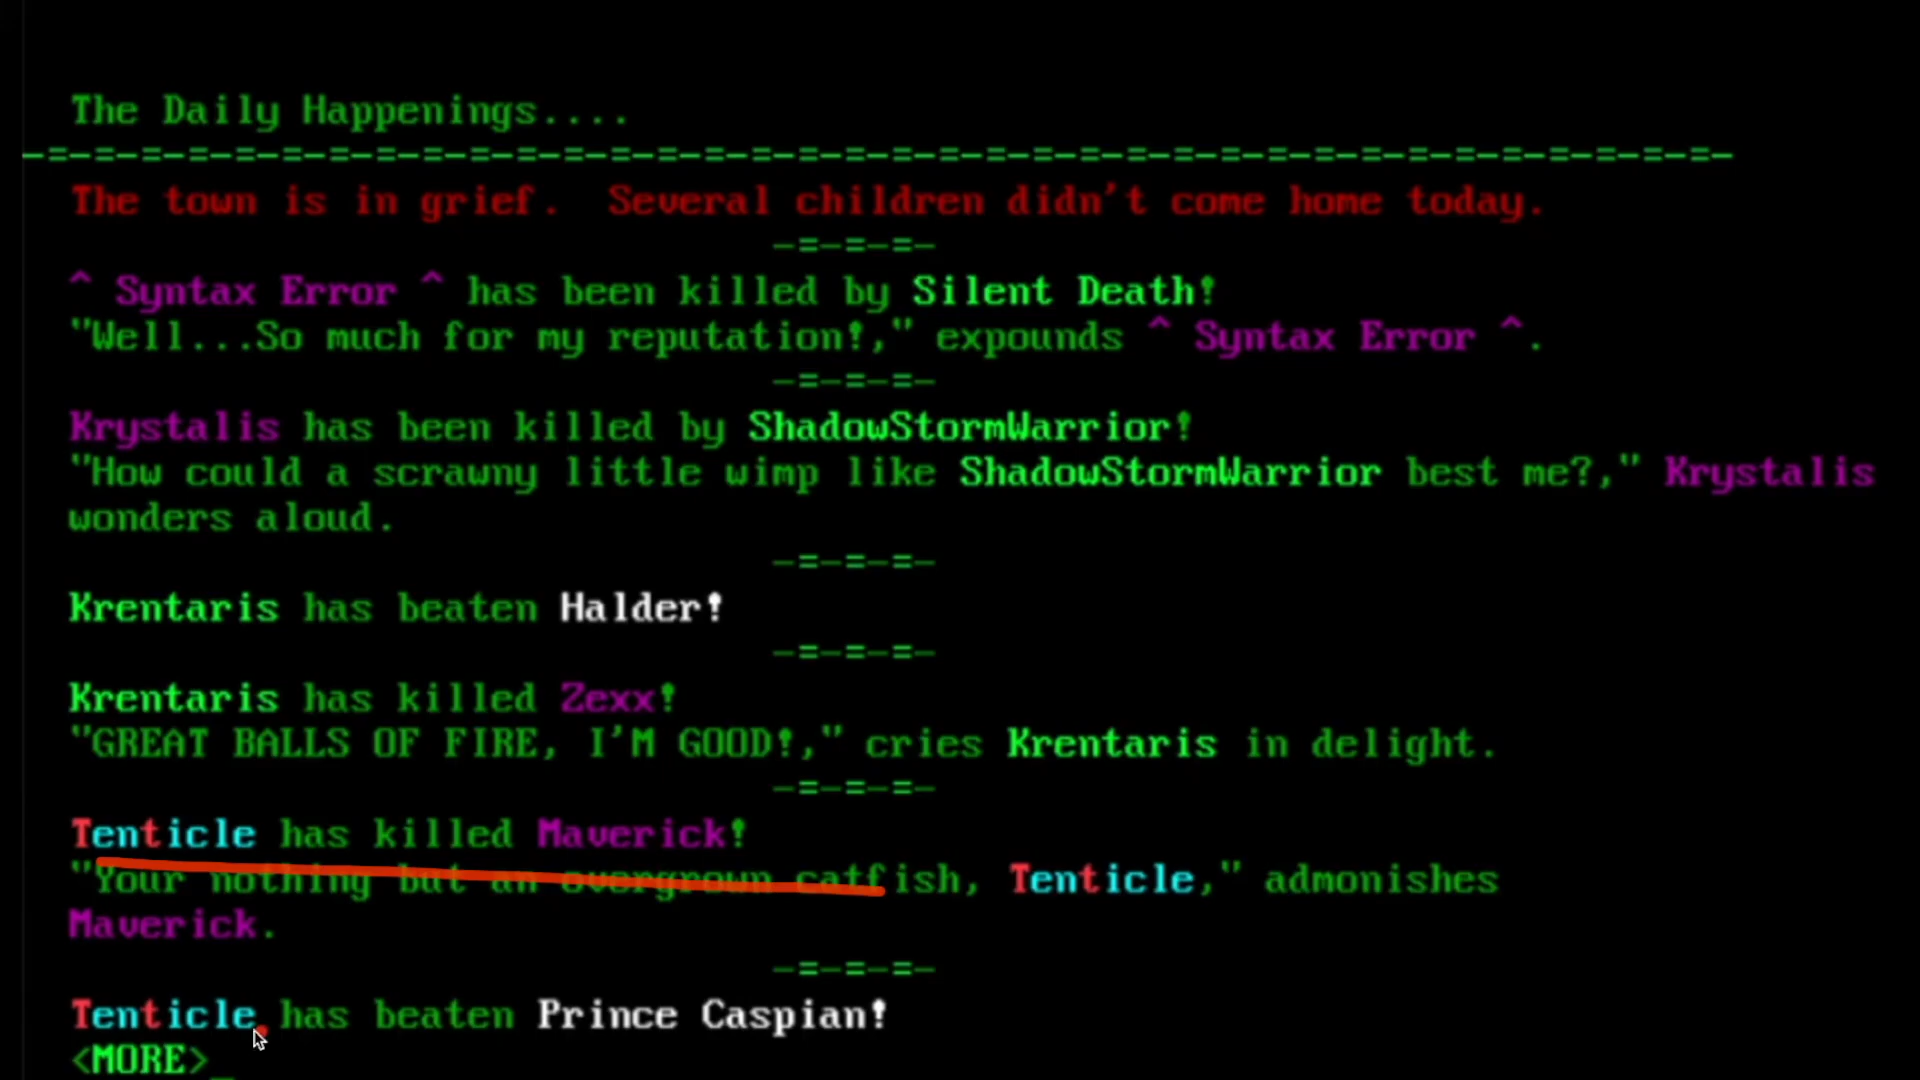 The Daily Happenings....
-=-=-=-=-=-=-=-=-=-=-=-=-=-=-=-=-=-=-=-=-=-=-=-=-=-=-=-=-=-=-=-=-=-=-=-=-
The town is in grief.  Several children didn't come home today.
-=-=-=-
^ Syntax Error ^ has been killed by Silent Death!
"Well...So much for my reputation!," expounds ^ Syntax Error ^.
-=-=-=-
Krystalis has been killed by ShadowStormWarrior!
"How could a scrawny little wimp like ShadowStormWarrior best me?," Krystalis
wonders aloud.
-=-=-=-
Krentaris has beaten Halder!
-=-=-=-
Krentaris has killed Zexx!
"GREAT BALLS OF FIRE, I'M GOOD!," cries Krentaris in delight.
-=-=-=-
Tenticle has killed Maverick!
"Your nothing but an overgrown catfish, Tenticle," admonishes
Maverick.
-=-=-=-
Tenticle has beaten Prince Caspian!
<MORE>_